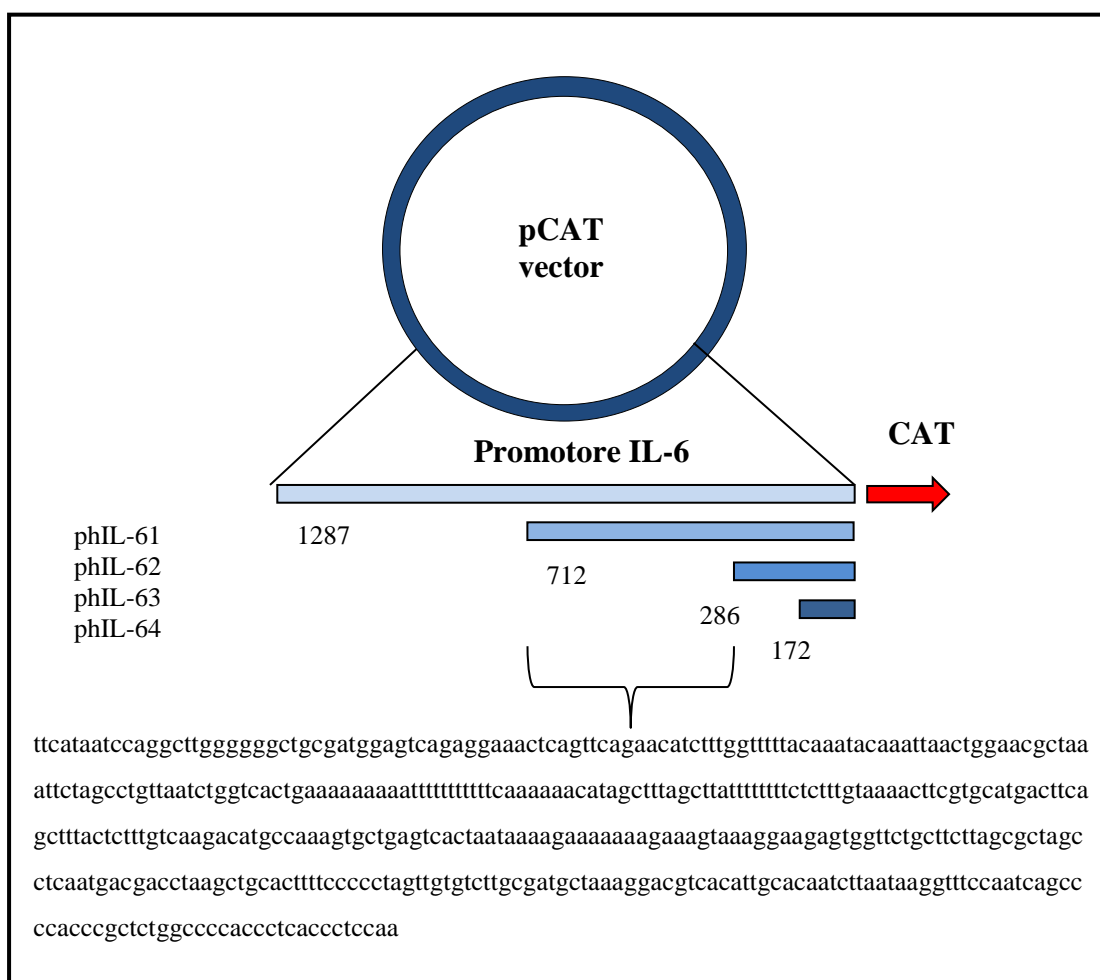 pCAT
vector
CAT
Promotore IL-6
phIL-61
1287
phIL-62
712
phIL-63
286
phIL-64
172
ttcataatccaggcttggggggctgcgatggagtcagaggaaactcagttcagaacatctttggtttttacaaatacaaattaactggaacgctaa
attctagcctgttaatctggtcactgaaaaaaaaaattttttttttttcaaaaaacatagctttagcttatttttttttctctttgtaaaacttcgtgcatgacttca
gctttactctttgtcaagacatgccaaagtgctgagtcactaataaaagaaaaaaagaaagtaaaggaagagtggttctgcttcttagcgctagc
ctcaatgacgacctaagctgcacttttccccctagttgtgtcttgcgatgctaaaggacgtcacattgcacaatcttaataaggtttccaatcagcc
ccacccgctctggccccaccctcaccctccaa